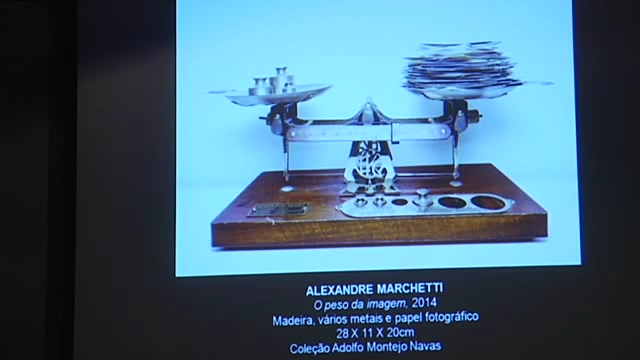 ALEXANDRE MARCHETTI
O peso da imagem, 2014
Madeira, vários metais e papel fotográfico
28 X 11 X 20cm
Coleção Adolfo Montejo Navas